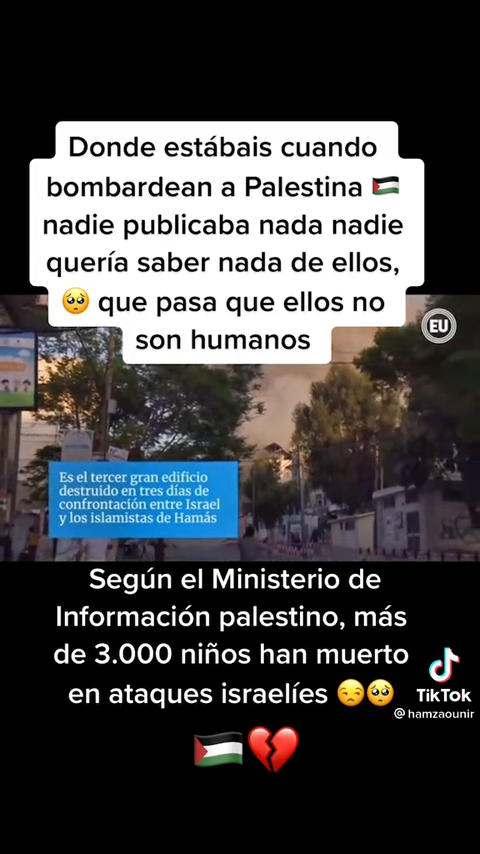 Donde estábais cuando
bombardean a Palestina 🇵🇸
nadie publicaba nada nadie
quería saber nada de ellos,
🥺 que pasa que ellos no
son humanos
EU
Es el tercer gran edificio
destruido en tres días de
confrontación entre Israel
y los islamistas de Hamás
Según el Ministerio de
Información palestino, más
de 3.000 niños han muerto
en ataques israelíes 😒🥺
🇵🇸💔
TikTok
@hamzaounir